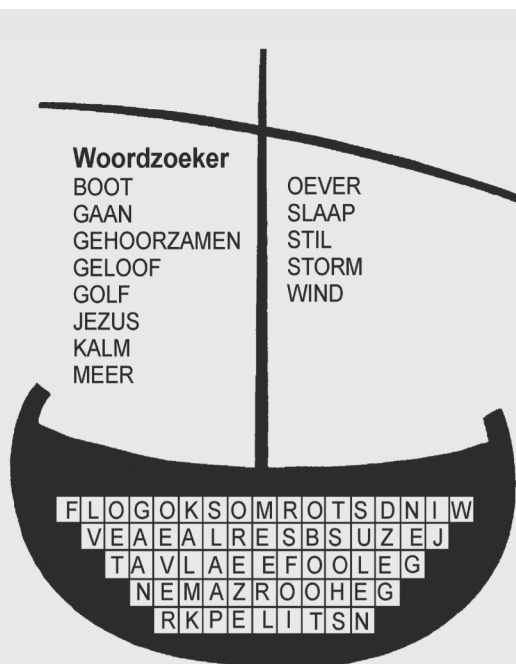 Woordzoeker
BOOT
GAAN
GEHOORZAMEN
GELOOF
GOLF
JEZUS
KALM
MEER
OEVER
SLAAP
STIL
STORM
WIND
FLOGOKSOMROTSDNIW
VEAEALRESBSUZEJ
TAVLAEEFOOLEG
NEMAZROOHEG
RKPELITSN